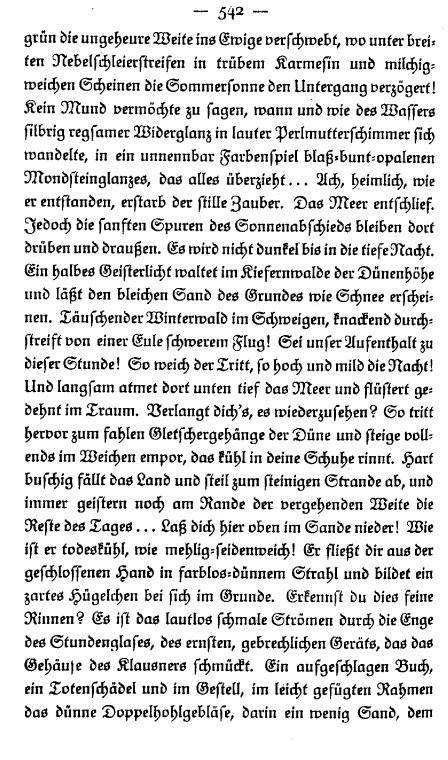 — 542 —
grün die ungeheure Weite ins Ewige verschwebt, wo unter brei-
ten Nebelschleierstreifen in trübem Karmesin und milchig-
weichen Scheinen die Sommersonne den Untergang verzögert!
Kein Mund vermöchte zu sagen, wann und wie des Wassers
silbrig regsamer Widerglanz in lauter Perlmutterschimmer sich
wandelte, in ein unnennbar Farbenspiel blaß-bunt-opalenen
Mondsteinglanzes, das alles überzieht... Ach, heimlich, wie
er entstanden, erstarb der stille Zauber. Das Meer entschlief.
Jedoch die sanften Spuren des Sonnenabschieds bleiben dort
drüben und draußen. Es wird nicht dunkel bis in die tiefe Nacht.
Ein halbes Geisterlicht waltet im Kiefernwalde der Dünenhöhe
und läßt den bleichen Sand des Grundes wie Schnee erschei-
nen. Täuschender Winterwald im Schweigen, knackend durch-
streift von einer Eule schwerem Flug! Sei unser Aufenthalt zu
dieser Stunde! So weich der Tritt, so hoch und mild die Nacht!
Und langsam atmet dort unten tief das Meer und flüstert ge-
dehnt im Traum. Verlangt dich's, es wiederzusehen? So tritt
hervor zum fahlen Gletschergehänge der Düne und steige voll-
ends im Weichen empor, das kühl in deine Schuhe rinnt. Hart
buschig fällt das Land und steil zum steinigen Strande ab, und
immer geistern noch am Rande der vergehenden Weite die
Reste des Tages... Laß dich hier oben im Sande nieder! Wie
ist er todeskühl, wie mehlig-seidenweich! Er fließt dir aus der
geschlossenen Hand in farblos-dünnem Strahl und bildet ein
zartes Hügelchen bei sich im Grunde. Erkennst du dies feine
Rinnen? Es ist das lautlos schmale Strömen durch die Enge
des Stundenglases, des ernsten, gebrechlichen Geräts, das das
Gehäuse des Klausners schmückt. Ein aufgeschlagen Buch,
ein Totenschädel und im Gestell, im leicht gefügten Rahmen
das dünne Doppelhohlgebläse, darin ein wenig Sand, dem